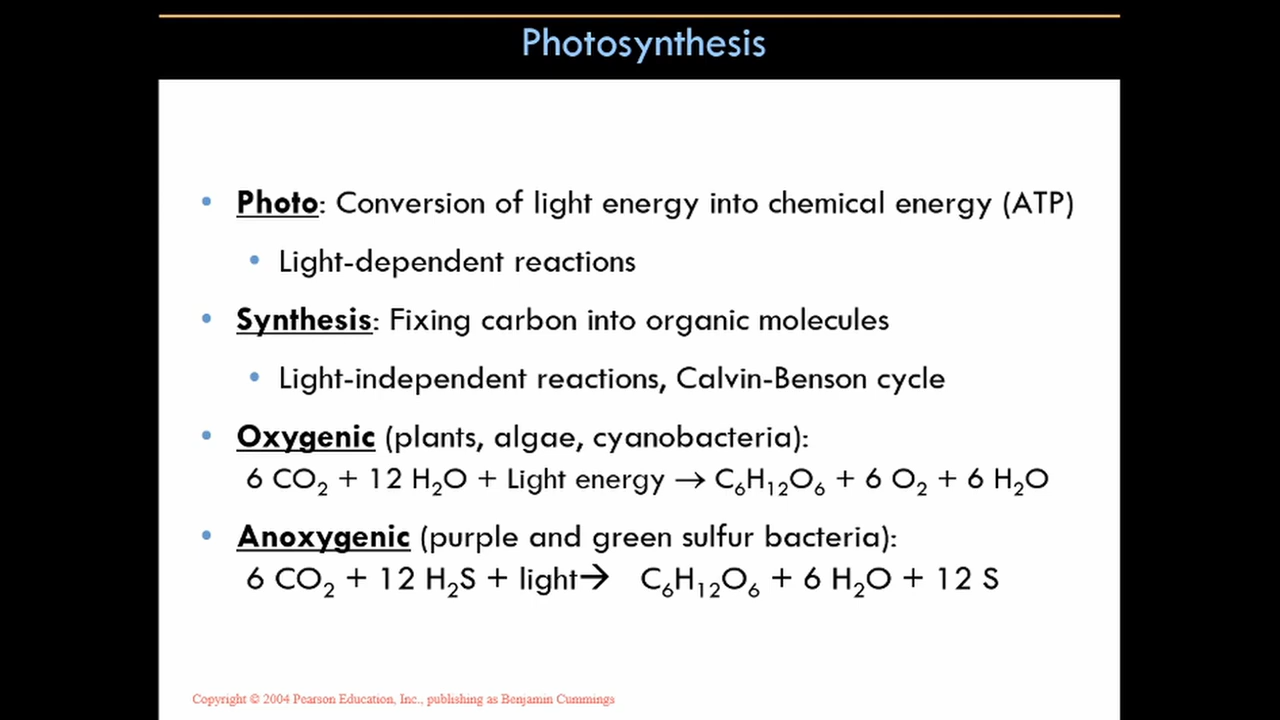 Photosynthesis
• Photo: Conversion of light energy into chemical energy (ATP)
• Light-dependent reactions
• Synthesis: Fixing carbon into organic molecules
• Light-independent reactions, Calvin-Benson cycle
• Oxygenic (plants, algae, cyanobacteria):
6 CO₂ + 12 H₂O + Light energy → C₆H₁₂O₆ + 6 O₂ + 6 H₂O
• Anoxygenic (purple and green sulfur bacteria):
6 CO₂ + 12 H₂S + light→ C₆H₁₂O₆ + 6 H₂O + 12 S
Copyright © 2004 Pearson Education, Inc., publishing as Benjamin Cummings